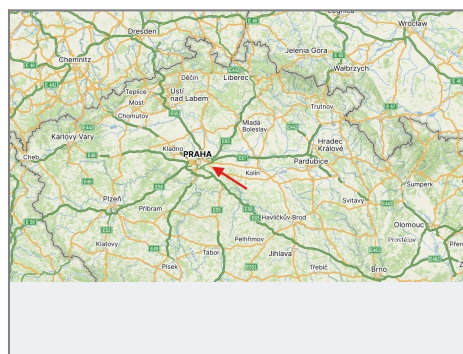 Legnica
Wrocław
Dresden
Jelenia Góra
Chemnitz
Wałbrzych
Děčín
Liberec
Teplice
Ústí
nad Labem
Most
Chomutov
Trutnov
Mladá
Boleslav
Karlovy Vary
Kladno
PRAHA
Hradec
Králové
Cheb
Pardubice
Kolín
Šumperk
Plzeň
Příbram
Svitavy
Havlíčkův Brod
Olomouc
Klatovy
Pelhřimov
Prostějov
Přer
Tábor
Jihlava
Písek
Třebíč
Brno